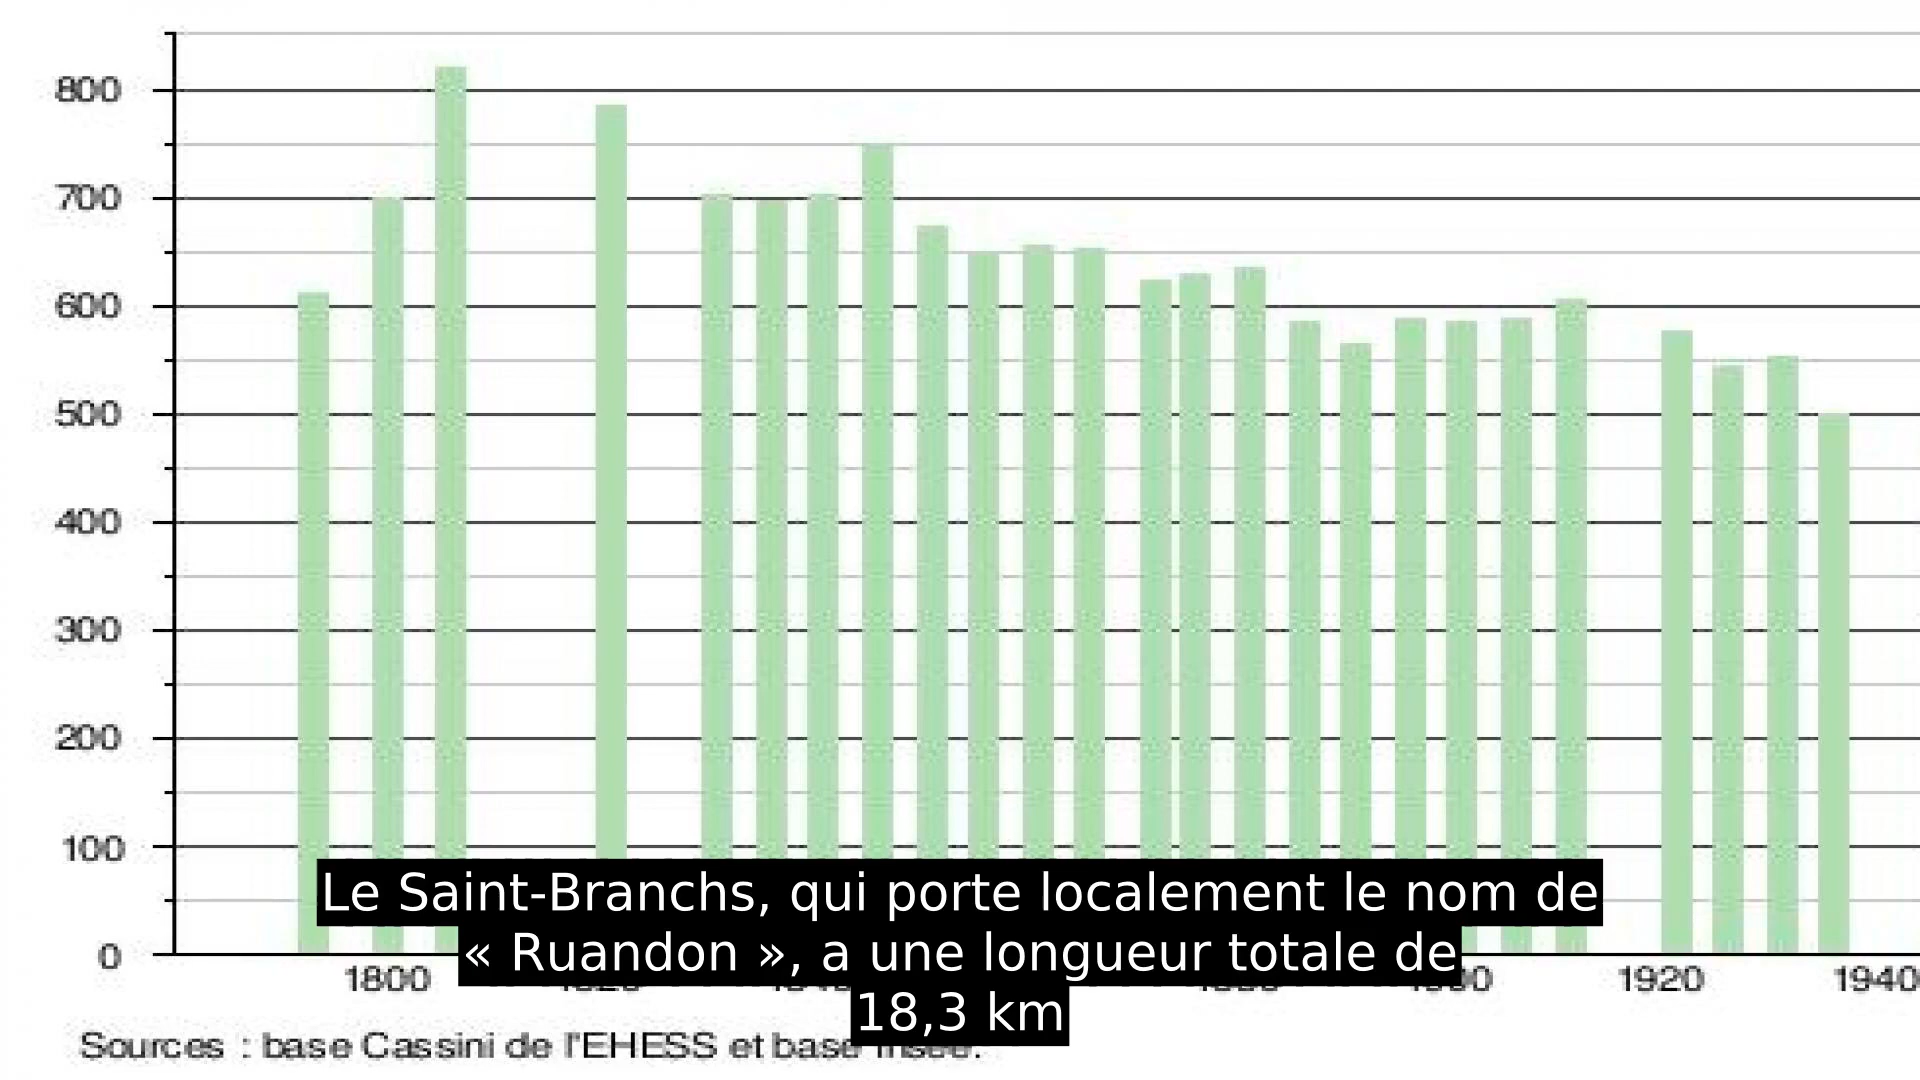 800
700
600
500
400
300
200
100
0
1800 1920 1940
Le Saint-Branchs, qui porte localement le nom de
« Ruandon », a une longueur totale de
18,3 km
Sources : base Cassini de l'EHESS et base Insee.